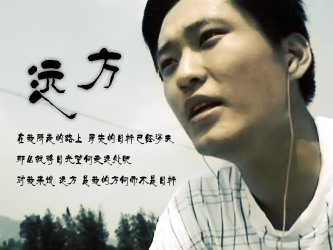 远方
在我所走的路上 的目标已经消失
那么就将目光望向更远处吧
对我来说 远方 是我的方向而不是目标